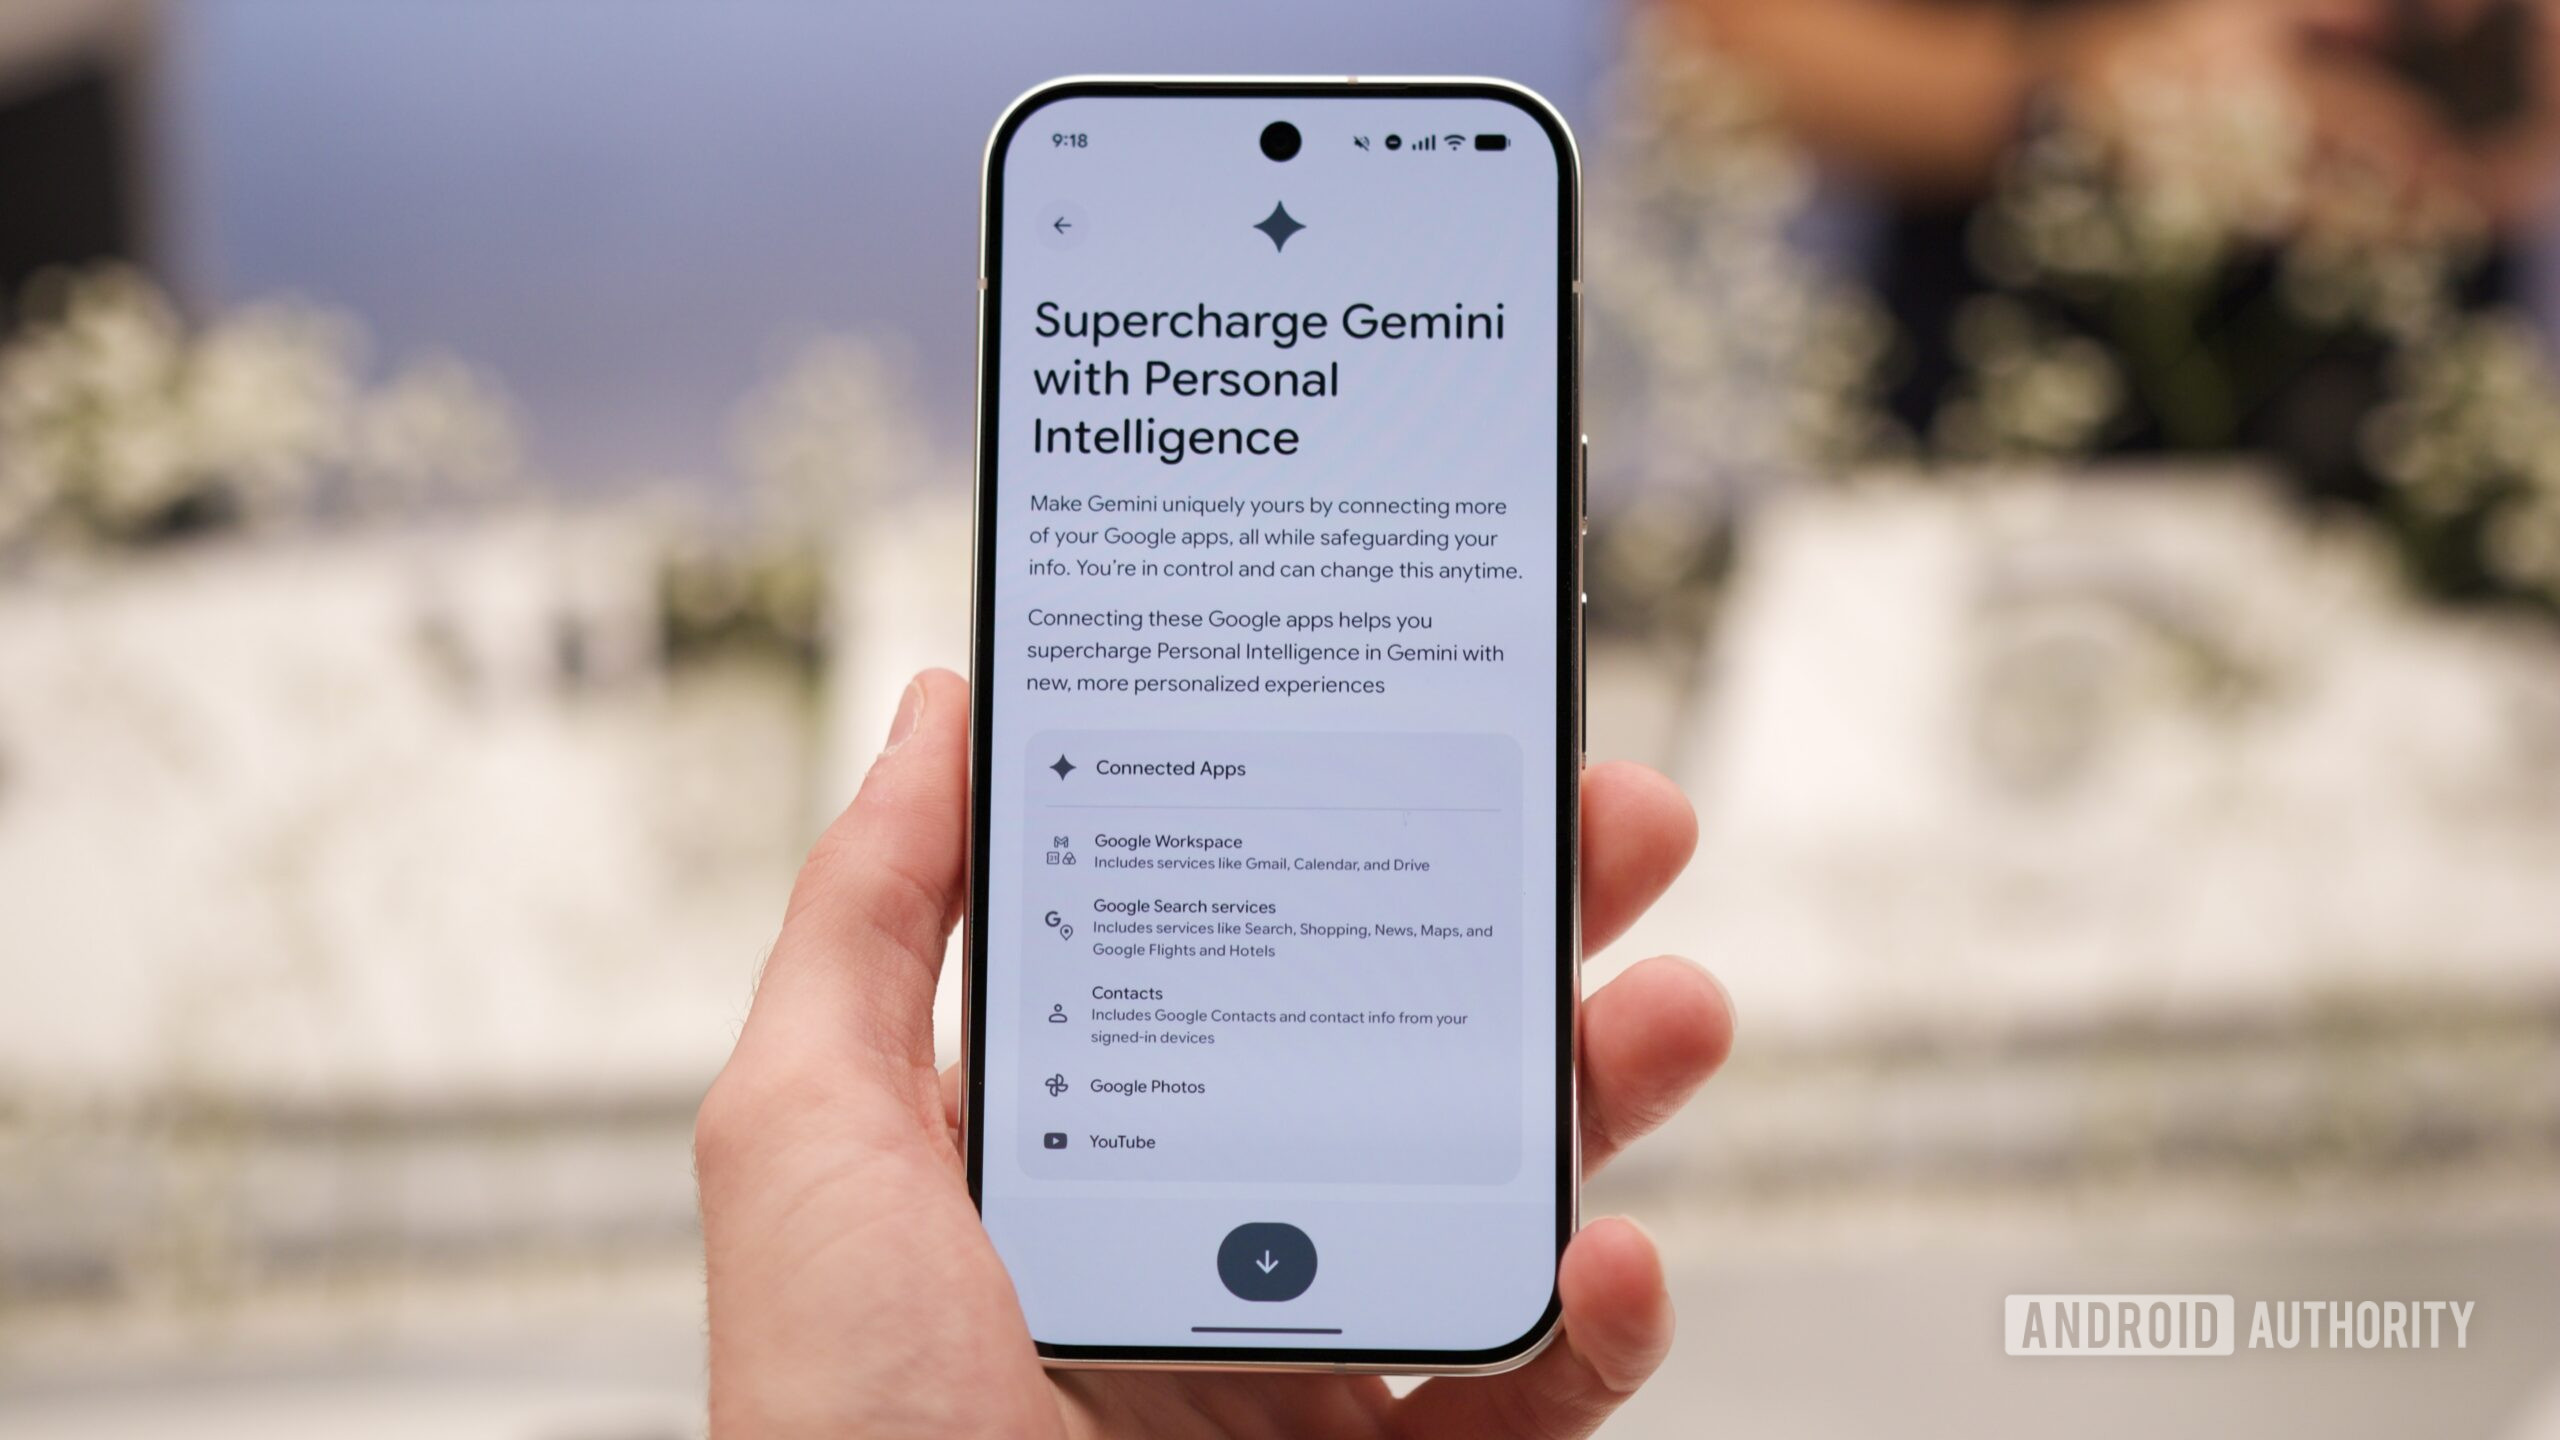 9:18
Supercharge Gemini
with Personal
Intelligence
Make Gemini uniquely yours by connecting more
of your Google apps, all while safeguarding your
info. You're in control and can change this anytime.
Connecting these Google apps helps you
supercharge Personal Intelligence in Gemini with
new, more personalized experiences
Connected Apps
Google Workspace
Includes services like Gmail, Calendar, and Drive
Google Search services
Includes services like Search, Shopping, News, Maps, and
Google Flights and Hotels
Contacts
Includes Google Contacts and contact info from your
signed-in devices
Google Photos
YouTube
ANDROID AUTHORITY